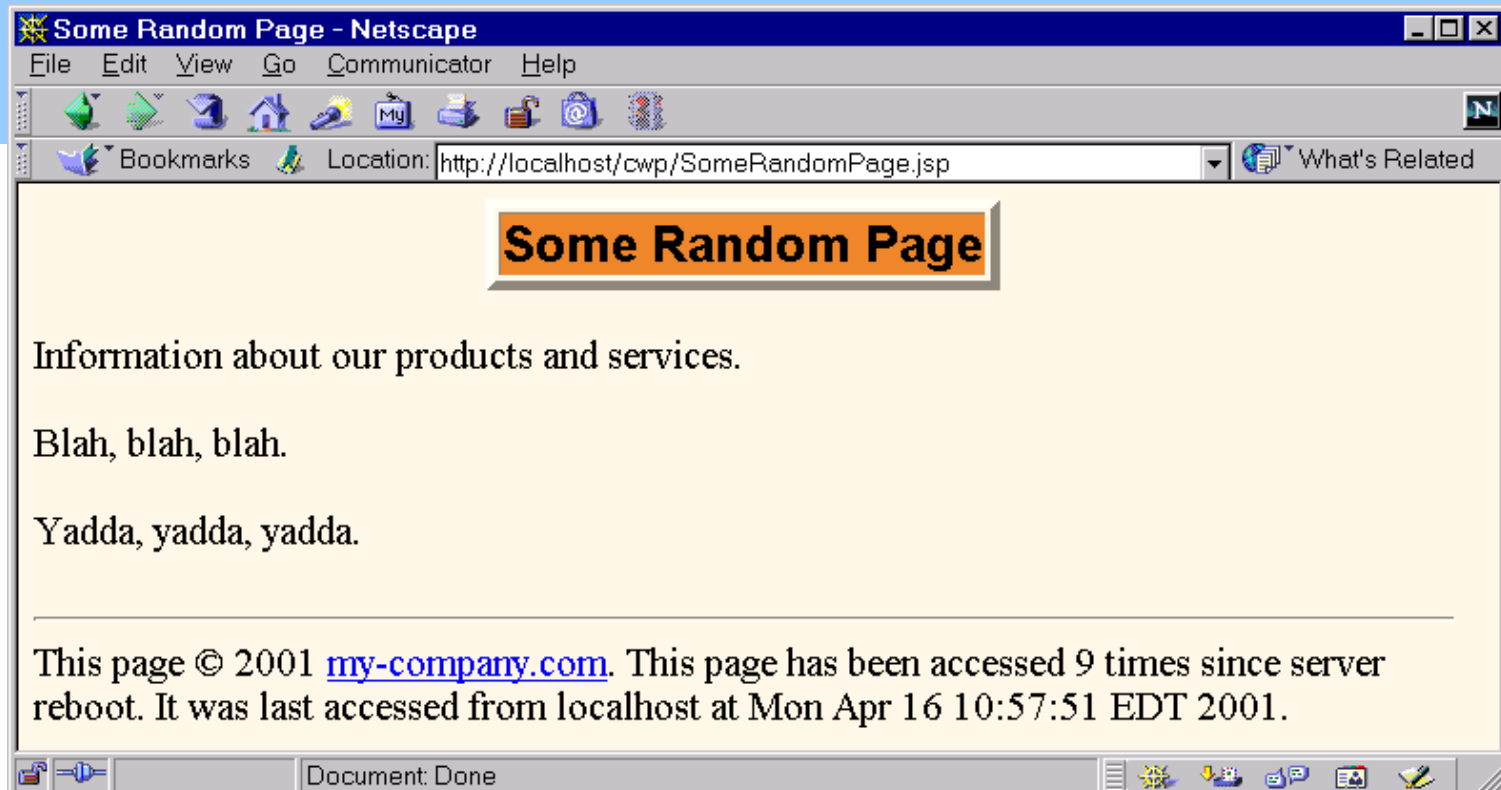 Some Random Page - Netscape
File Edit View Go Communicator Help
My
N
Bookmarks Location: http://localhost/cwp/SomeRandomPage.jsp What's Related
Some Random Page
Information about our products and services.
Blah, blah, blah.
Yadda, yadda, yadda.
This page © 2001 my-company.com. This page has been accessed 9 times since server
reboot. It was last accessed from localhost at Mon Apr 16 10:57:51 EDT 2001.
Document: Done